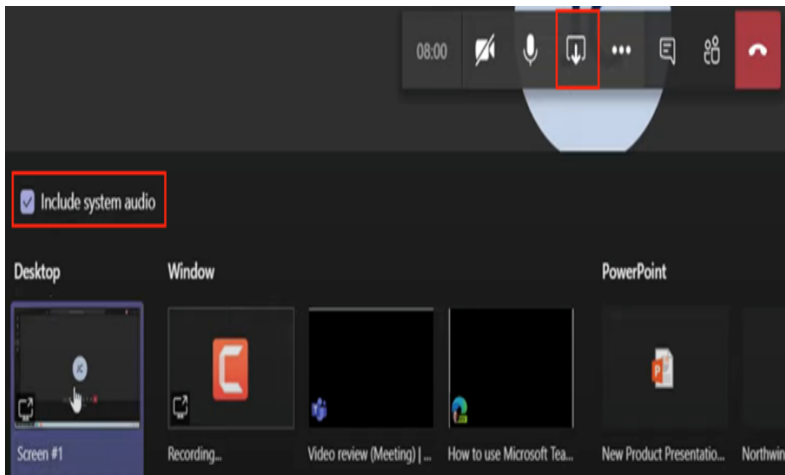 08:00
Include system audio
Desktop
Window
PowerPoint
Screen #1
Recording...
Video review (Meeting) | ...
How to use Microsoft Tea...
New Product Presentatio...
Northwin